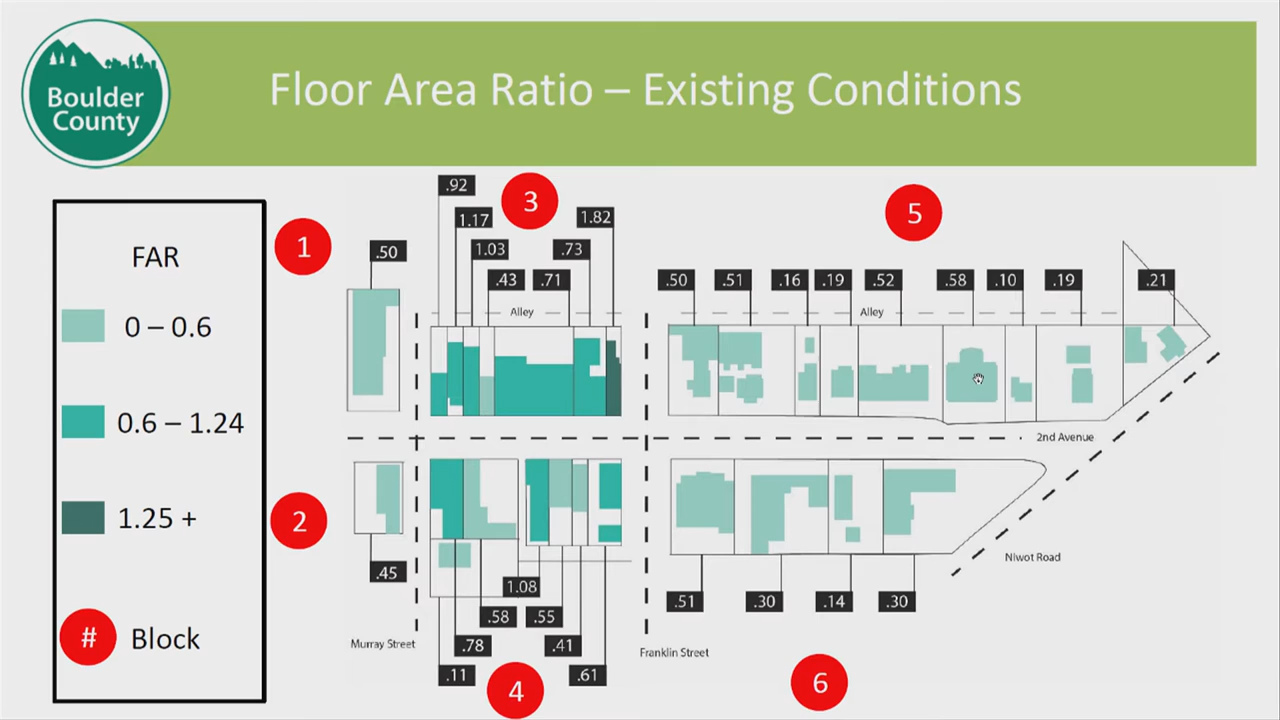 Boulder
County
Floor Area Ratio – Existing Conditions
FAR
0 – 0.6
0.6 – 1.24
1.25 +
# Block
1
2
3
4
5
6
.50
.92
1.17
1.03
.43
.71
.73
1.82
Alley
.50
.51
.16
.19
.52
.58
.10
.19
.21
Alley
2nd Avenue
.45
.11
.78
.58
1.08
.55
.41
.61
.51
.30
.14
.30
Murray Street
Franklin Street
Niwot Road